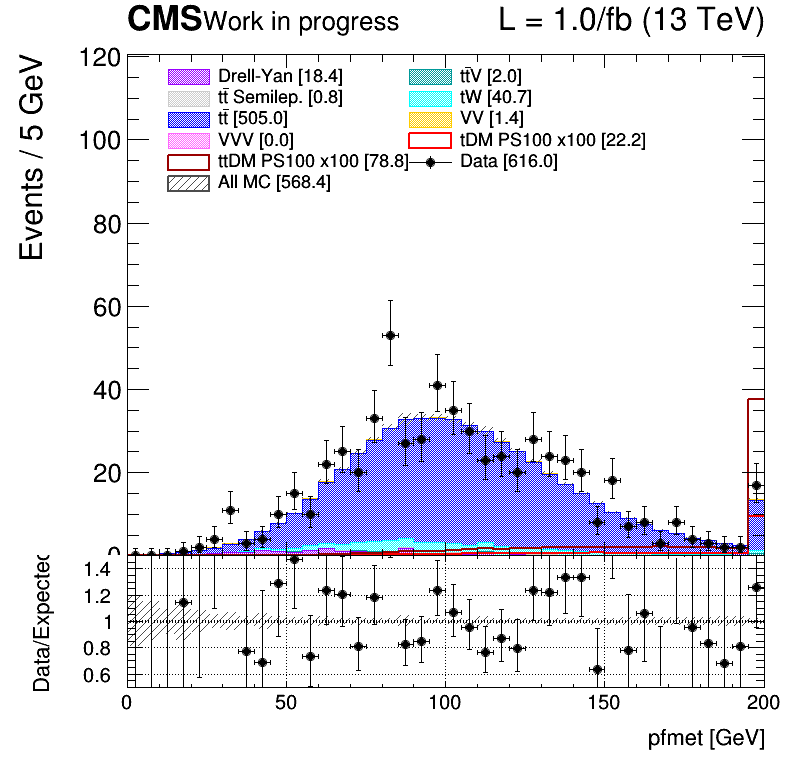 CMS Work in progress L = 1.0/fb (13 TeV)
Events / 5 GeV
120
100
80
60
40
20
0
Drell-Yan [18.4]
tt̄V [2.0]
tt̄ Semilep. [0.8]
tW [40.7]
tt̄ [505.0]
VV [1.4]
VVV [0.0]
tDM PS100 x100 [22.2]
ttDM PS100 x100 [78.8]
Data [616.0]
All MC [568.4]
Data/Expected
1.4
1.2
1
0.8
0.6
0 50 100 150 200
pfmet [GeV]